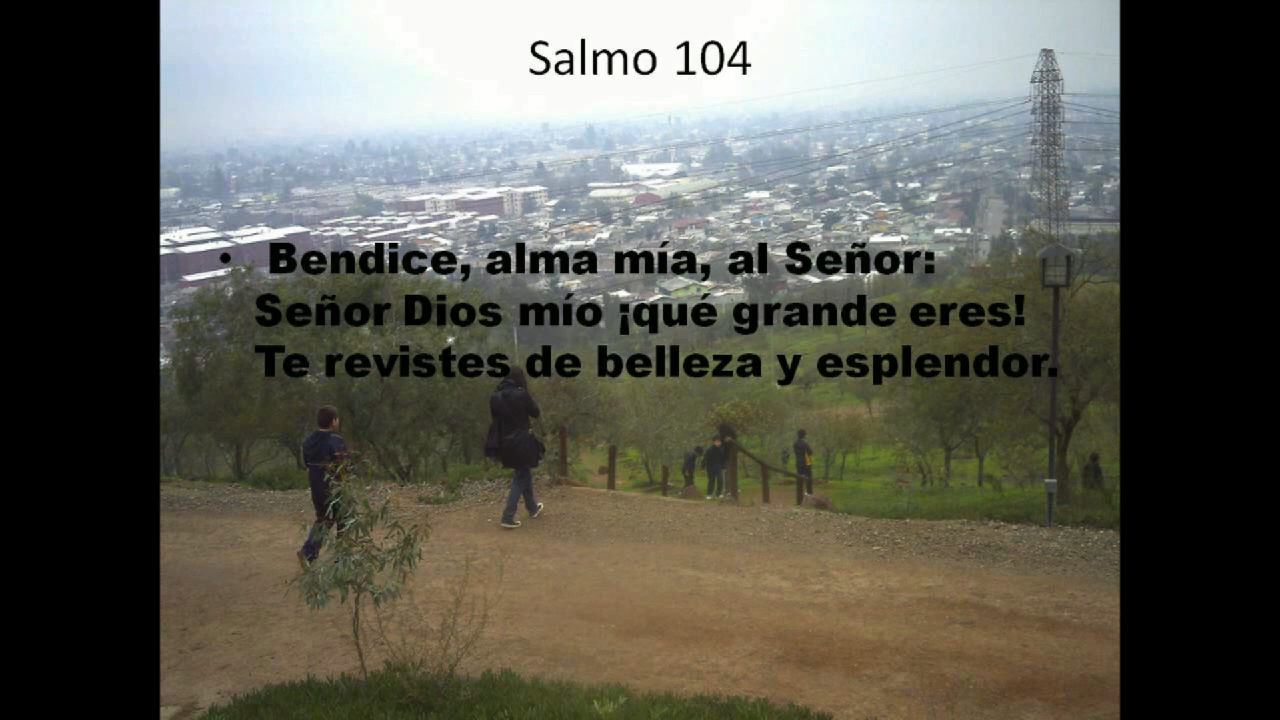 Salmo 104
• Bendice, alma mía, al Señor:
Señor Dios mío ¡qué grande eres!
Te revistes de belleza y esplendor.